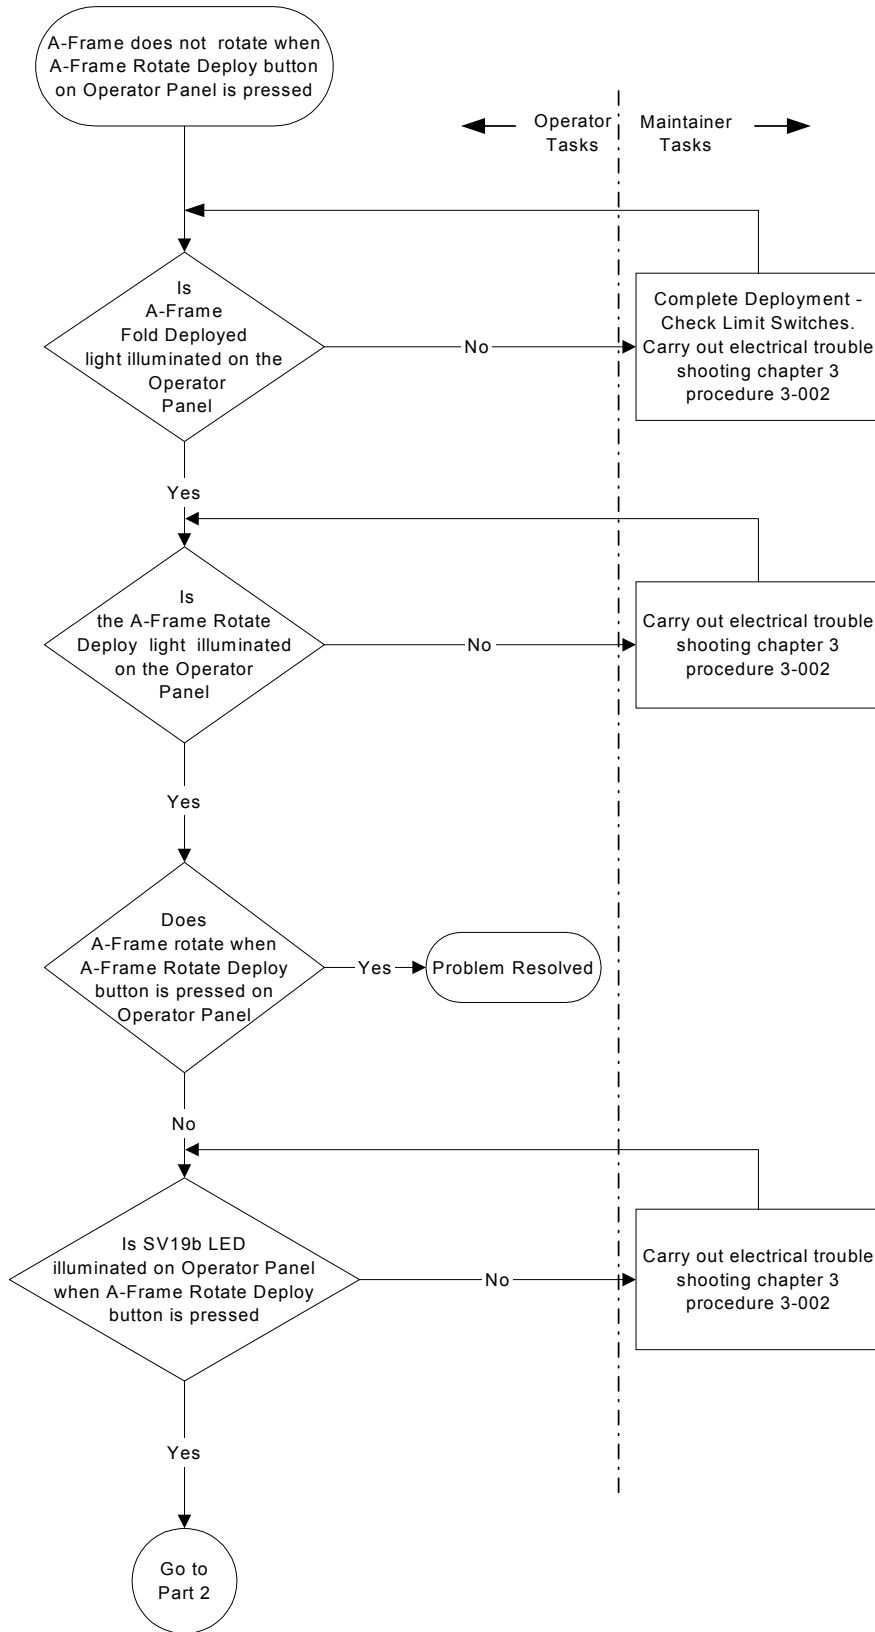 A-Frame does not rotate when
A-Frame Rotate Deploy button
on Operator Panel is pressed
Operator
Tasks
Maintainer
Tasks
Is
A-Frame
Fold Deployed
light illuminated on the
Operator
Panel
No
Complete Deployment -
Check Limit Switches.
Carry out electrical trouble
shooting chapter 3
procedure 3-002
Yes
Is
the A-Frame Rotate
Deploy light illuminated
on the Operator
Panel
No
Carry out electrical trouble
shooting chapter 3
procedure 3-002
Yes
Does
A-Frame rotate when
A-Frame Rotate Deploy
button is pressed on
Operator Panel
Yes
Problem Resolved
No
Is SV19b LED
illuminated on Operator Panel
when A-Frame Rotate Deploy
button is pressed
No
Carry out electrical trouble
shooting chapter 3
procedure 3-002
Yes
Go to
Part 2